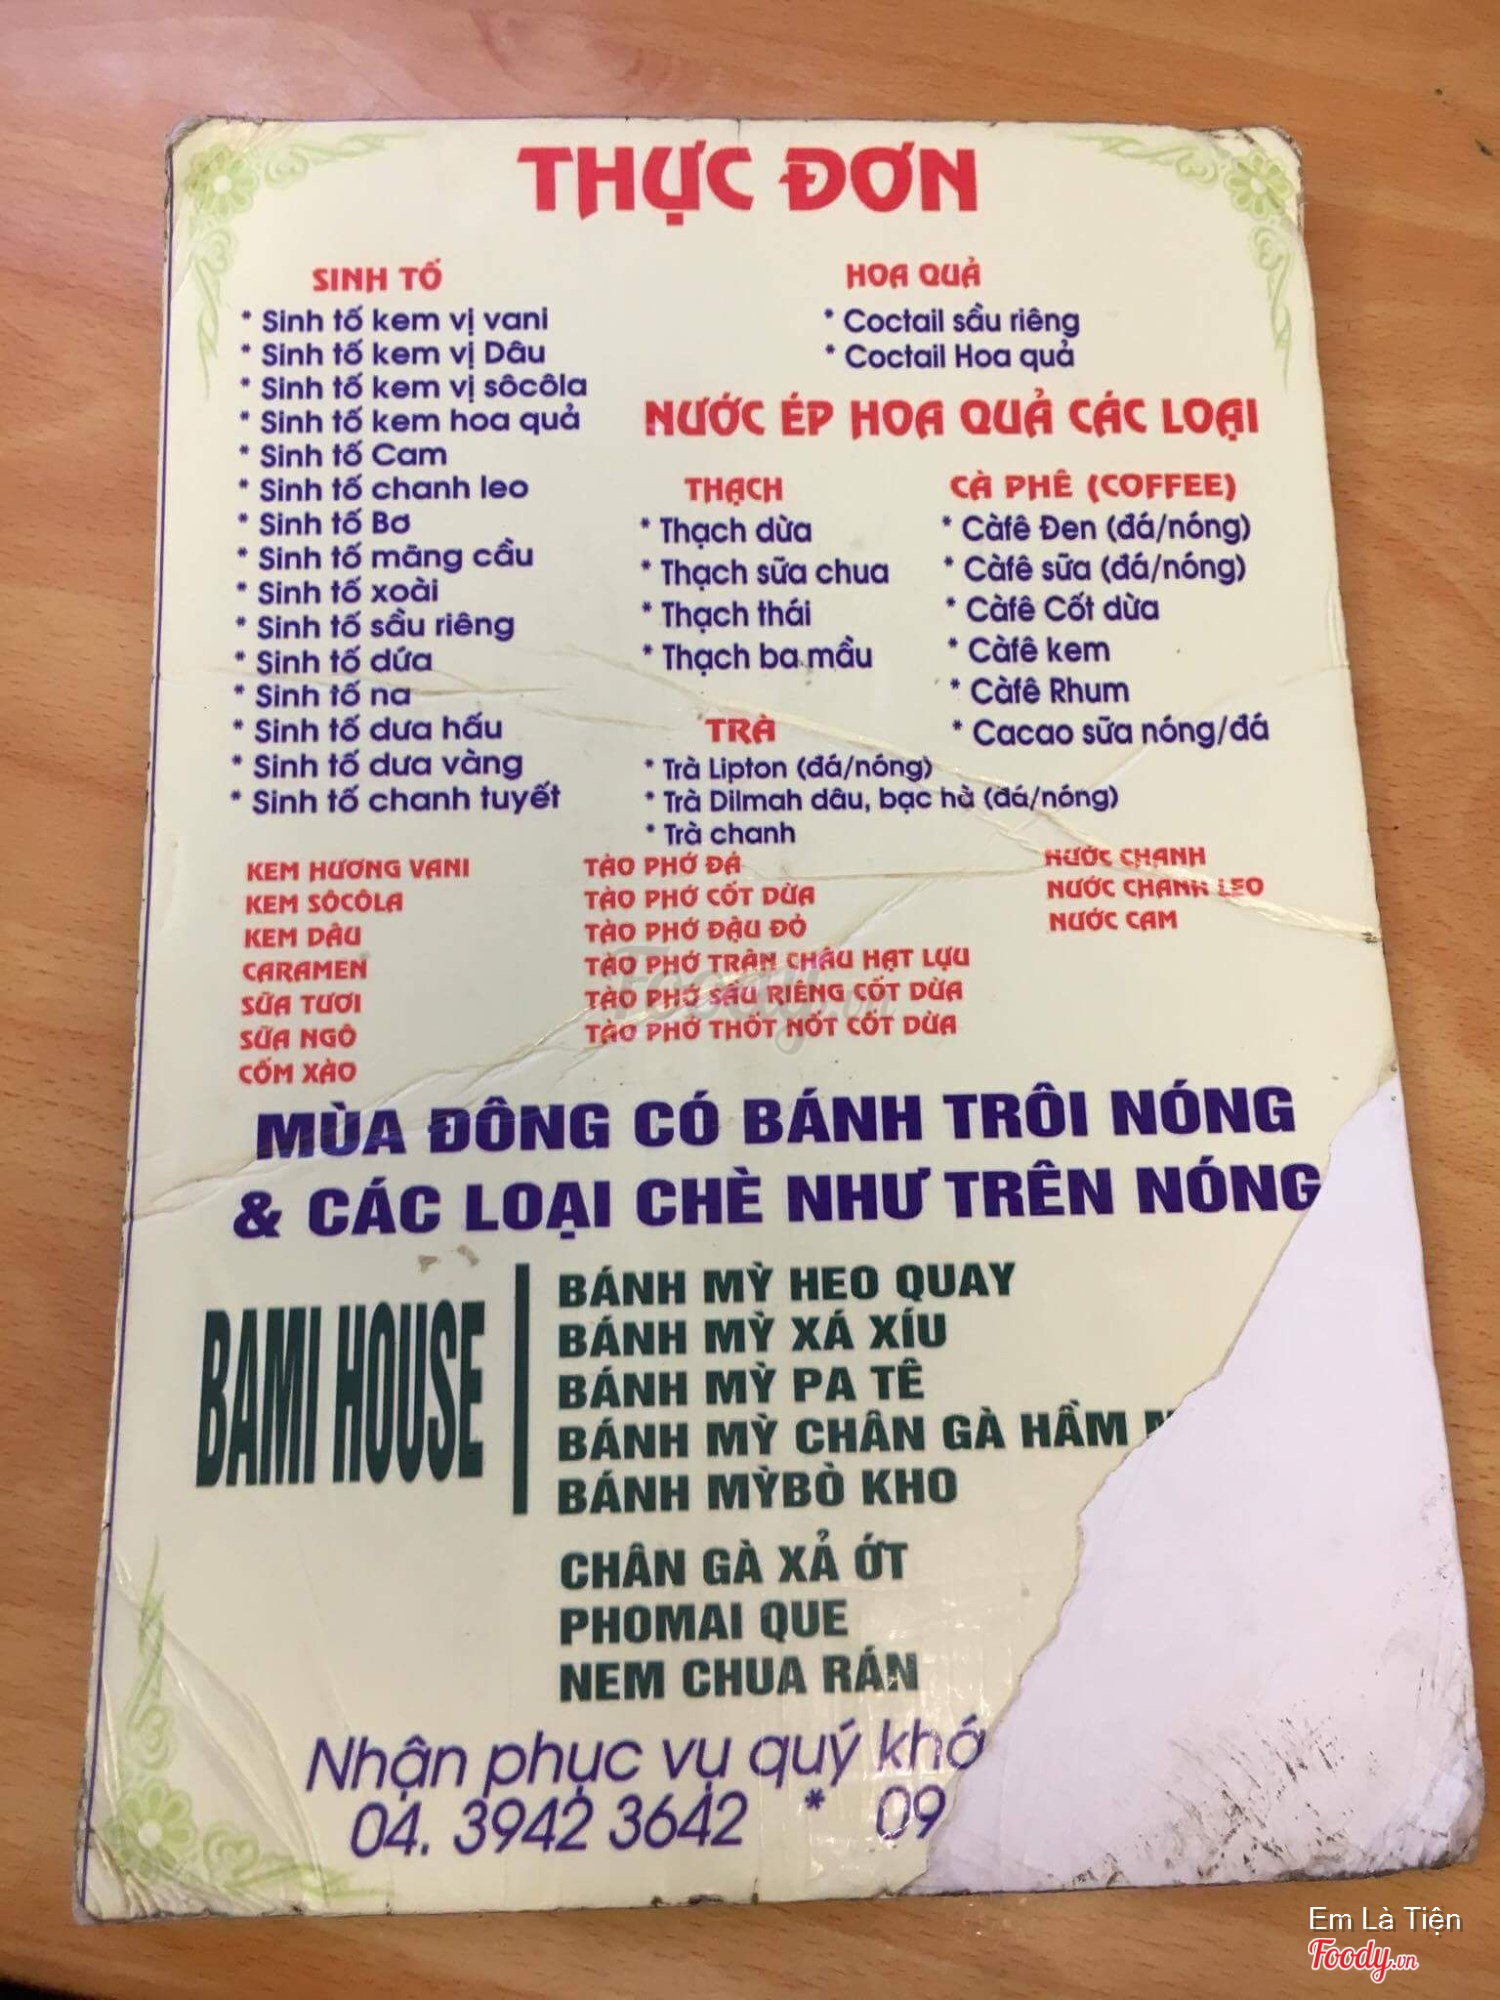 THỰC ĐƠN
SINH TỐ
* Sinh tố kem vị vani
* Sinh tố kem vị Dâu
* Sinh tố kem vị sôcôla
* Sinh tố kem hoa quả
* Sinh tố Cam
* Sinh tố chanh leo
* Sinh tố Bơ
* Sinh tố mãng cầu
* Sinh tố xoài
* Sinh tố sầu riêng
* Sinh tố dứa
* Sinh tố na
* Sinh tố dưa hấu
* Sinh tố dưa vàng
* Sinh tố chanh tuyết
HOA QUẢ
* Coctail sầu riêng
* Coctail Hoa quả
NƯỚC ÉP HOA QUẢ CÁC LOẠI
THẠCH
* Thạch dừa
* Thạch sữa chua
* Thạch thái
* Thạch ba mầu
CÀ PHÊ (COFFEE)
* Càfê Đen (đá/nóng)
* Càfê sữa (đá/nóng)
* Càfê Cốt dừa
* Càfê kem
* Càfê Rhum
* Cacao sữa nóng/đá
TRÀ
* Trà Lipton (đá/nóng)
* Trà Dilmah dâu, bạc hà (đá/nóng)
* Trà chanh
KEM HƯƠNG VANI
KEM SÔCÔLA
KEM DÂU
CARAMEN
SỮA TƯƠI
SỮA NGÔ
CỐM XÀO
TÀO PHỚ ĐÁ
TÀO PHỚ CỐT DỪA
TÀO PHỚ ĐẬU ĐỎ
TÀO PHỚ TRÂN CHÂU HẠT LỰU
TÀO PHỚ SẦU RIÊNG CỐT DỪA
TÀO PHỚ THỐT NỐT CỐT DỪA
NƯỚC CHANH
NƯỚC CHANH LEO
NƯỚC CAM
MÙA ĐÔNG CÓ BÁNH TRÔI NÓNG
& CÁC LOẠI CHÈ NHƯ TRÊN NÓNG
BAMI HOUSE
BÁNH MỲ HEO QUAY
BÁNH MỲ XÁ XÍU
BÁNH MỲ PA TÊ
BÁNH MỲ CHÂN GÀ HẦM
BÁNH MỲBÒ KHO
CHÂN GÀ XẢ ỚT
PHOMAI QUE
NEM CHUA RÁN
Nhận phục vụ quý khá
04. 3942 3642 * 09
Foody.vn
Em Là Tiện
Foody.vn